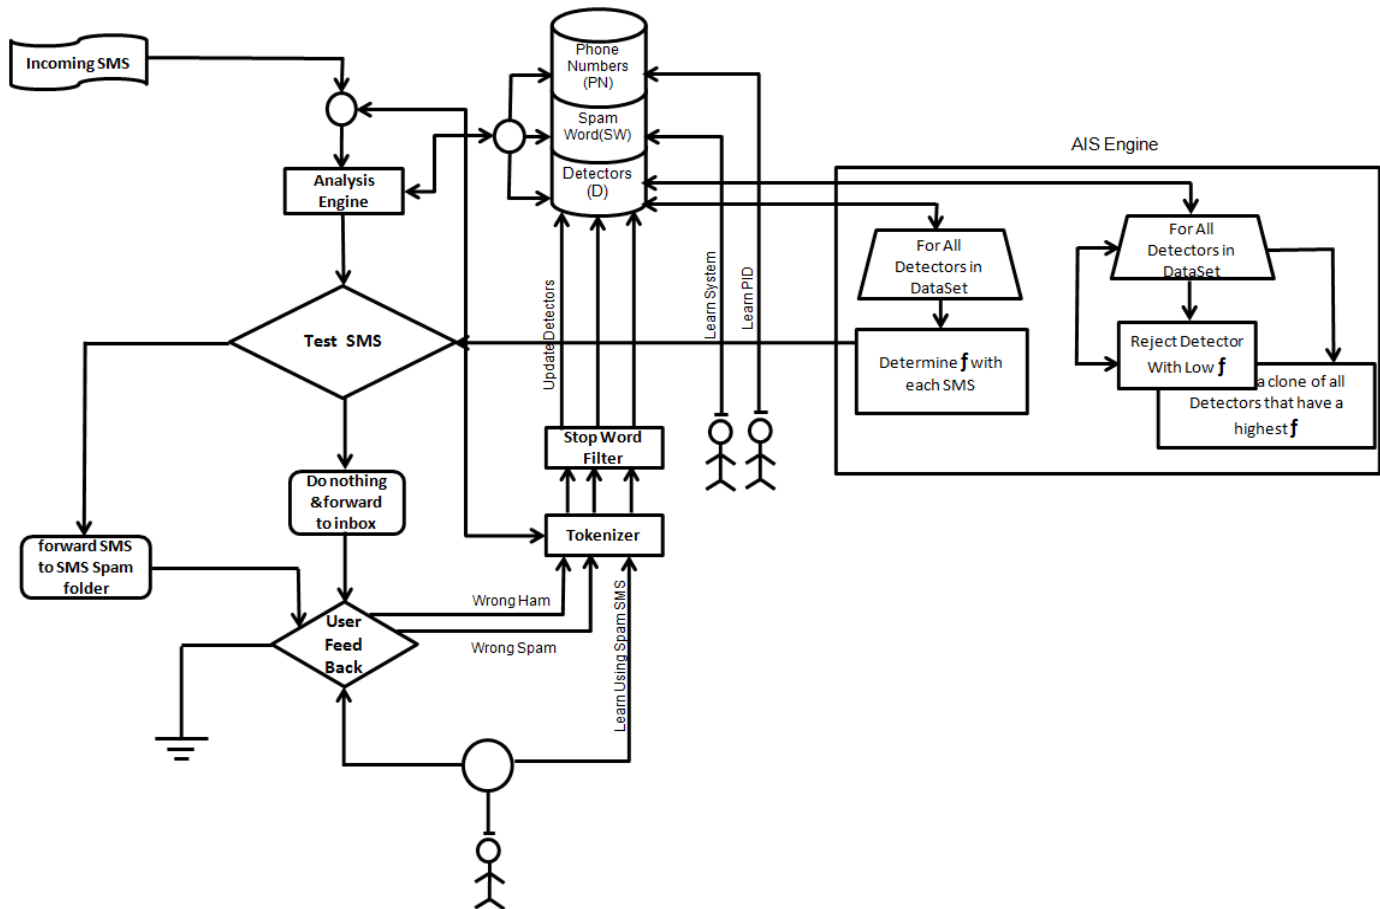 Incoming SMS
Phone
Numbers
(PN)
Spam
Word(SW)
Detectors
(D)
Analysis
Engine
AIS Engine
For All
Detectors in
DataSet
For All
Detectors in
DataSet
Test SMS
Update Detectors
Learn System
Learn PID
Determine ƒ with
each SMS
Reject Detector
With Low ƒ
a clone of all
Detectors that have a
highest ƒ
Stop Word
Filter
Do nothing
&forward
to inbox
Tokenizer
forward SMS
to SMS Spam
folder
Wrong Ham
User
Feed
Back
Wrong Spam
Learn Using Spam SMS